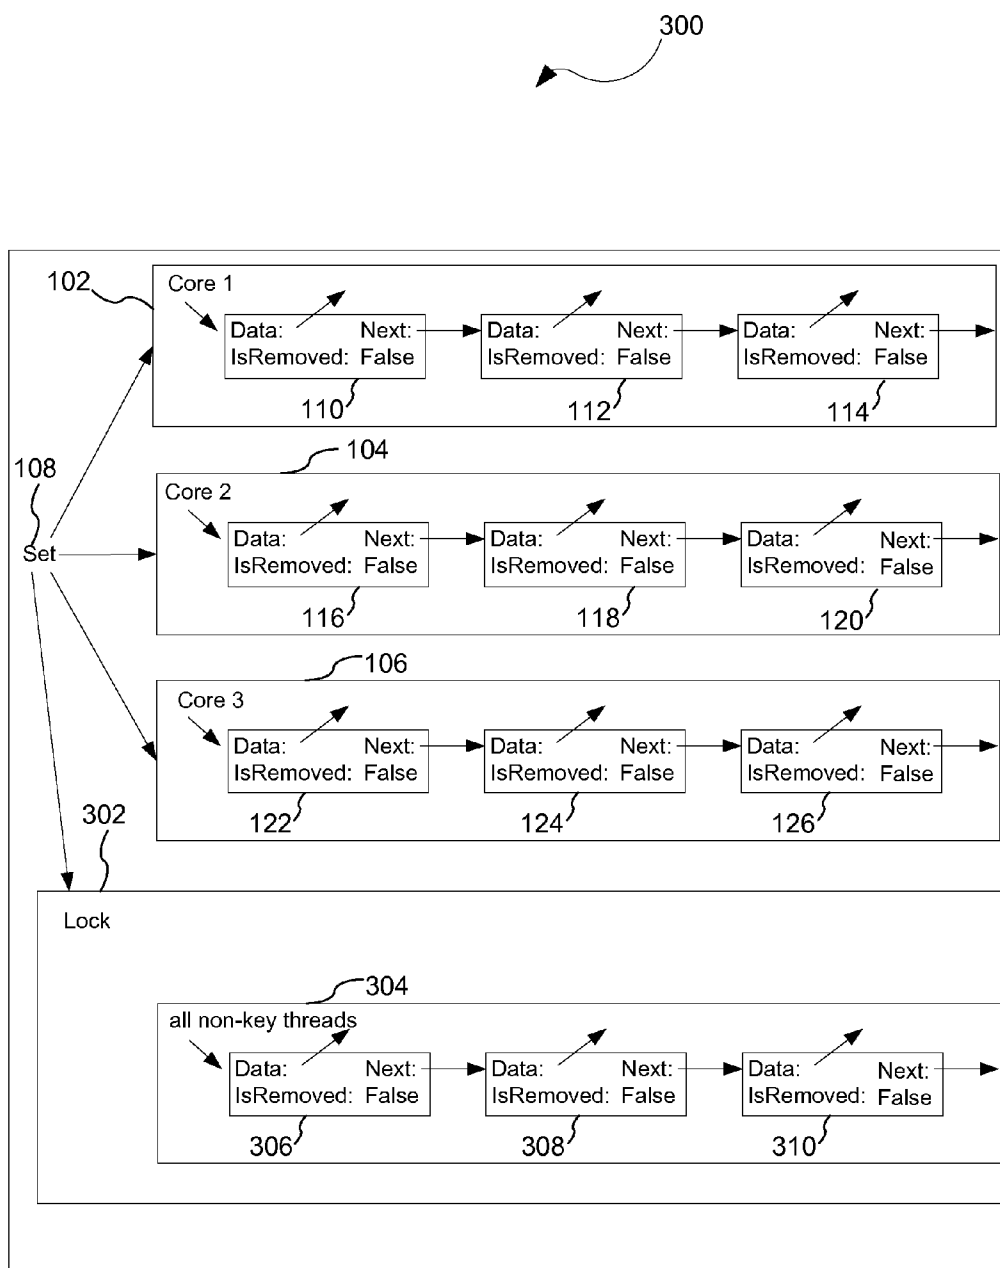 300
102
Core 1
Data: Next:
IsRemoved: False
110
Data: Next:
IsRemoved: False
112
Data: Next:
IsRemoved: False
114
104
108
Set
Core 2
Data: Next:
IsRemoved: False
116
Data: Next:
IsRemoved: False
118
Data: Next:
IsRemoved: False
120
106
Core 3
Data: Next:
IsRemoved: False
122
Data: Next:
IsRemoved: False
124
Data: Next:
IsRemoved: False
126
302
Lock
304
all non-key threads
Data: Next:
IsRemoved: False
306
Data: Next:
IsRemoved: False
308
Data: Next:
IsRemoved: False
310